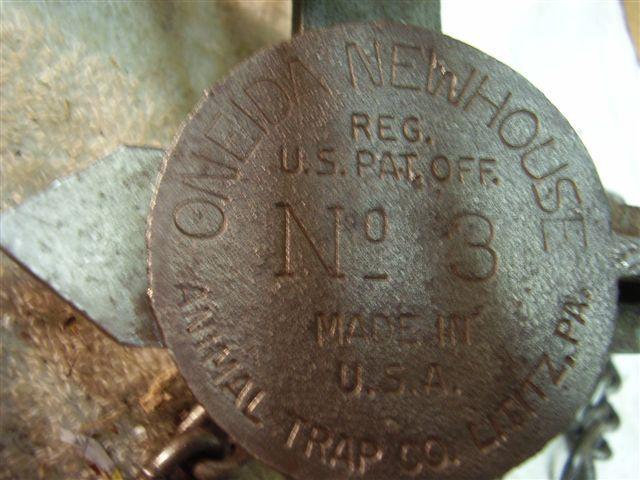 ONEIDA NEWHOUSE
REG.
U.S. PAT. OFF.
Nº 3
MADE IN
U.S.A.
ANIMAL TRAP CO. LITITZ, PA.